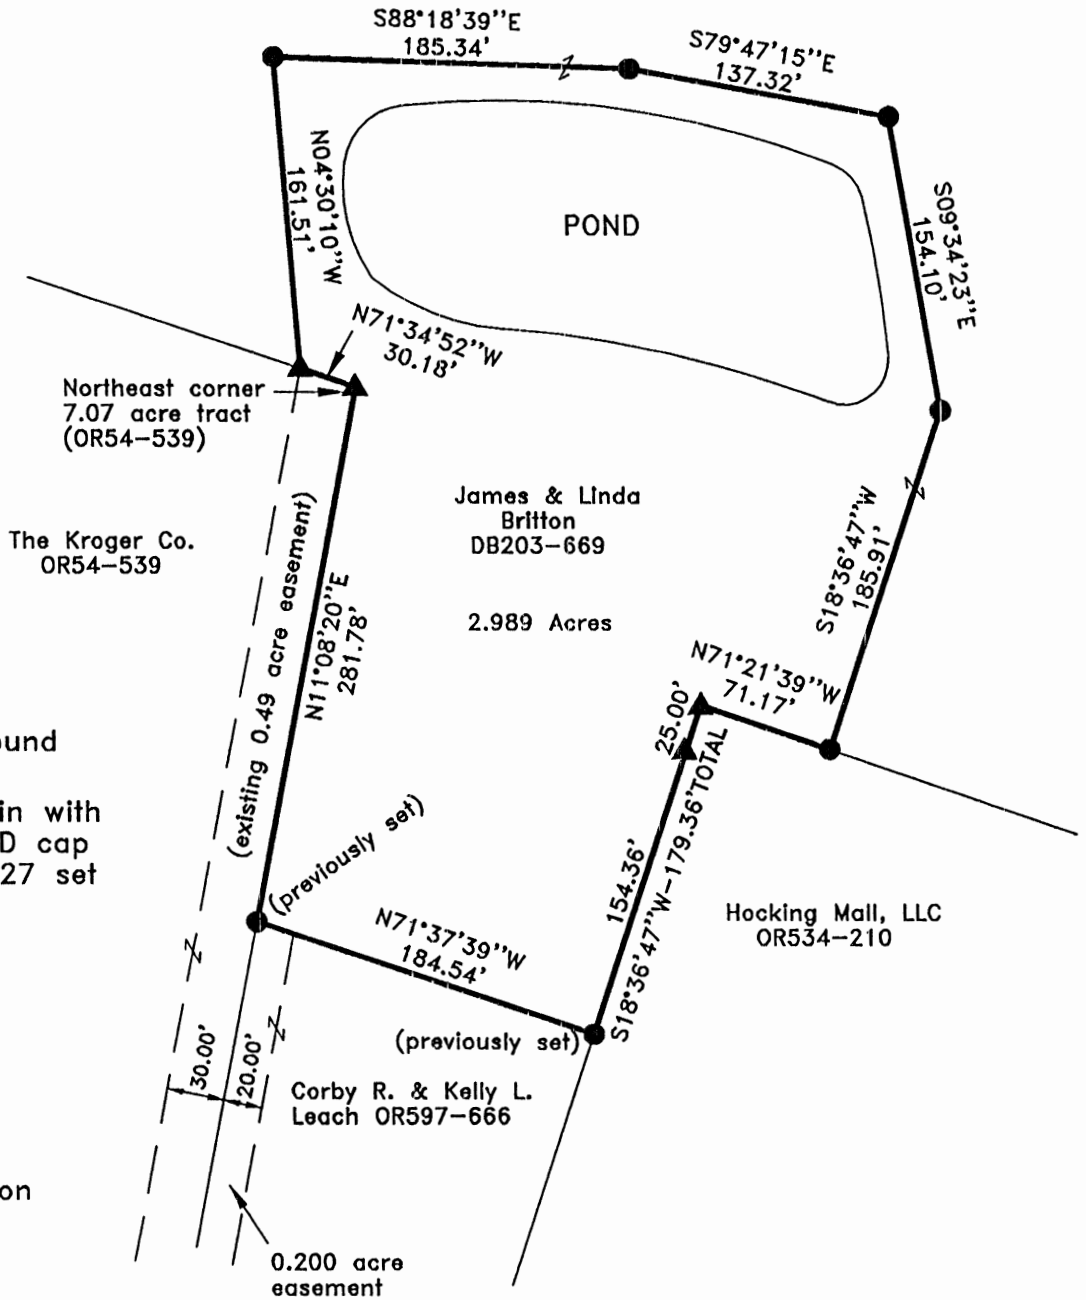 S88°18'39"E
185.34'
S79°47'15"E
137.32'
N04°30'10"W
161.51'
POND
S09°34'23"E
154.10'
N71°34'52"W
30.18'
Northeast corner
7.07 acre tract
(OR54-539)
James & Linda
Britton
DB203-669
The Kroger Co.
OR54-539
2.989 Acres
S18°36'47"W
185.91'
(existing 0.49 acre easement)
N11°08'20"E
281.78'
N71°21'39"W
71.17'
25.00'
ound
in with
D cap
27 set
(previously set)
154.36'
S18°36'47"W-179.36'TOTAL
Hocking Mall, LLC
OR534-210
N71°37'39"W
184.54'
(previously set)
30.00'
20.00'
Corby R. & Kelly L.
Leach OR597-666
on
0.200 acre
easement